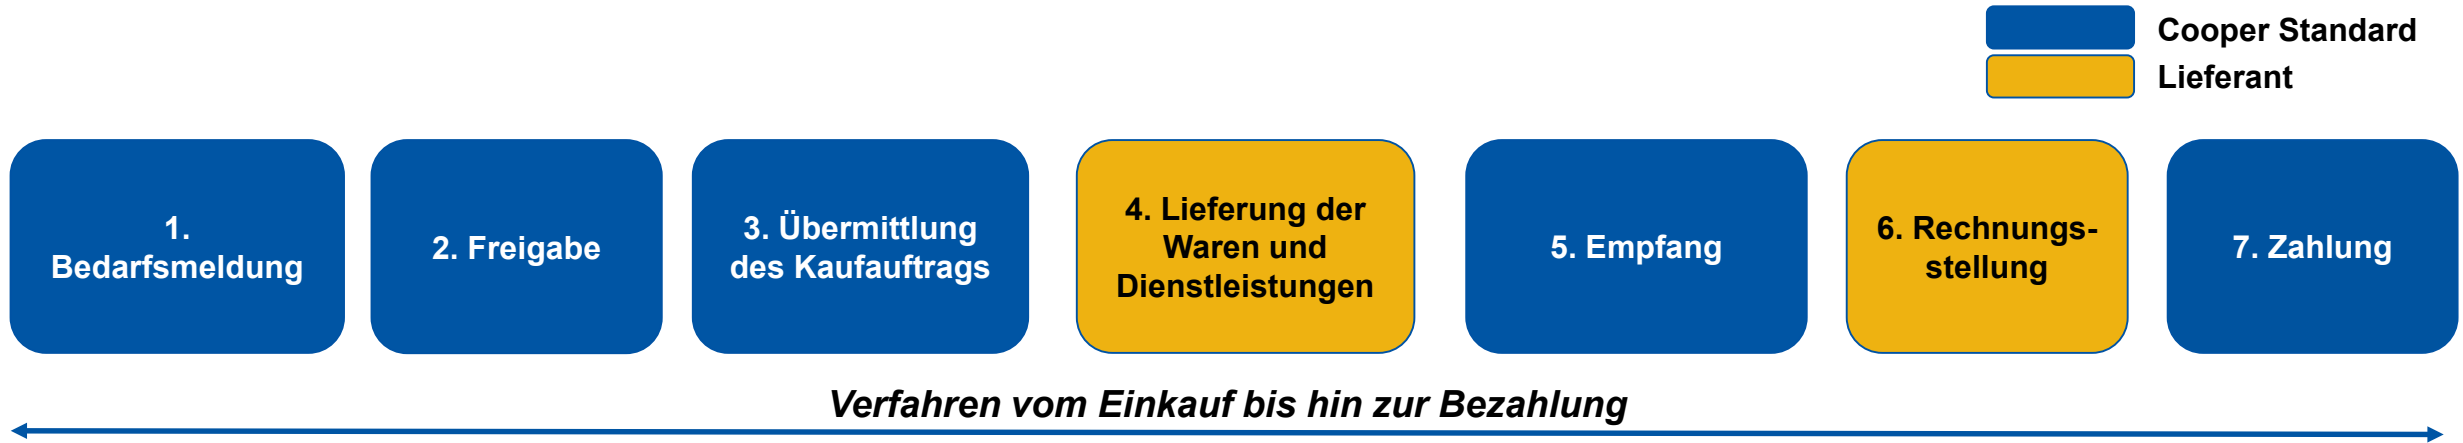 Cooper Standard
Lieferant
1.
Bedarfsmeldung
2. Freigabe
3. Übermittlung
des Kaufauftrags
4. Lieferung der
Waren und
Dienstleistungen
5. Empfang
6. Rechnungs-
stellung
7. Zahlung
Verfahren vom Einkauf bis hin zur Bezahlung